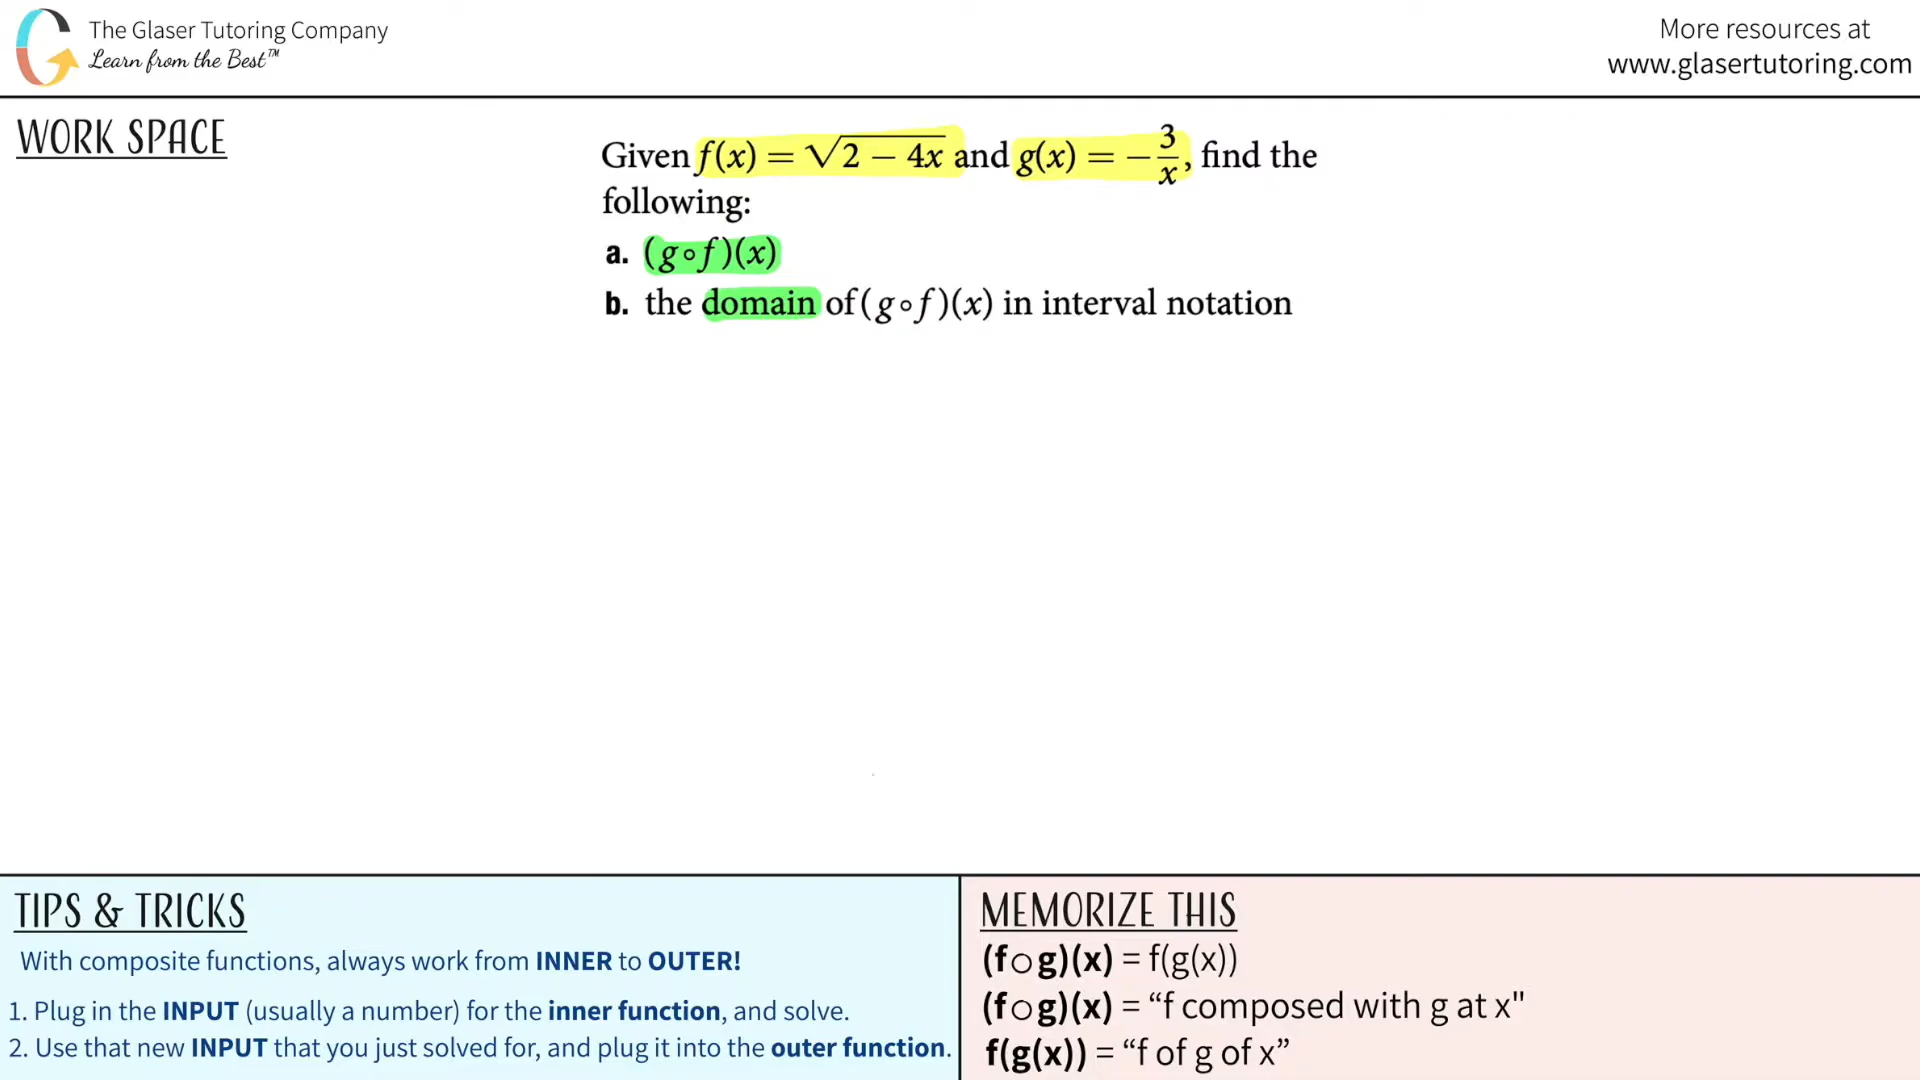 The Glaser Tutoring Company
Learn from the Best™
More resources at
www.glasertutoring.com
WORK SPACE
Given f(x) = √(2 − 4x) and g(x) = −3/x, find the
following:
a. (g∘f)(x)
b. the domain of (g∘f)(x) in interval notation
TIPS & TRICKS
With composite functions, always work from INNER to OUTER!
1. Plug in the INPUT (usually a number) for the inner function, and solve.
2. Use that new INPUT that you just solved for, and plug it into the outer function.
MEMORIZE THIS
(f○g)(x) = f(g(x))
(f○g)(x) = “f composed with g at x"
f(g(x)) = “f of g of x”